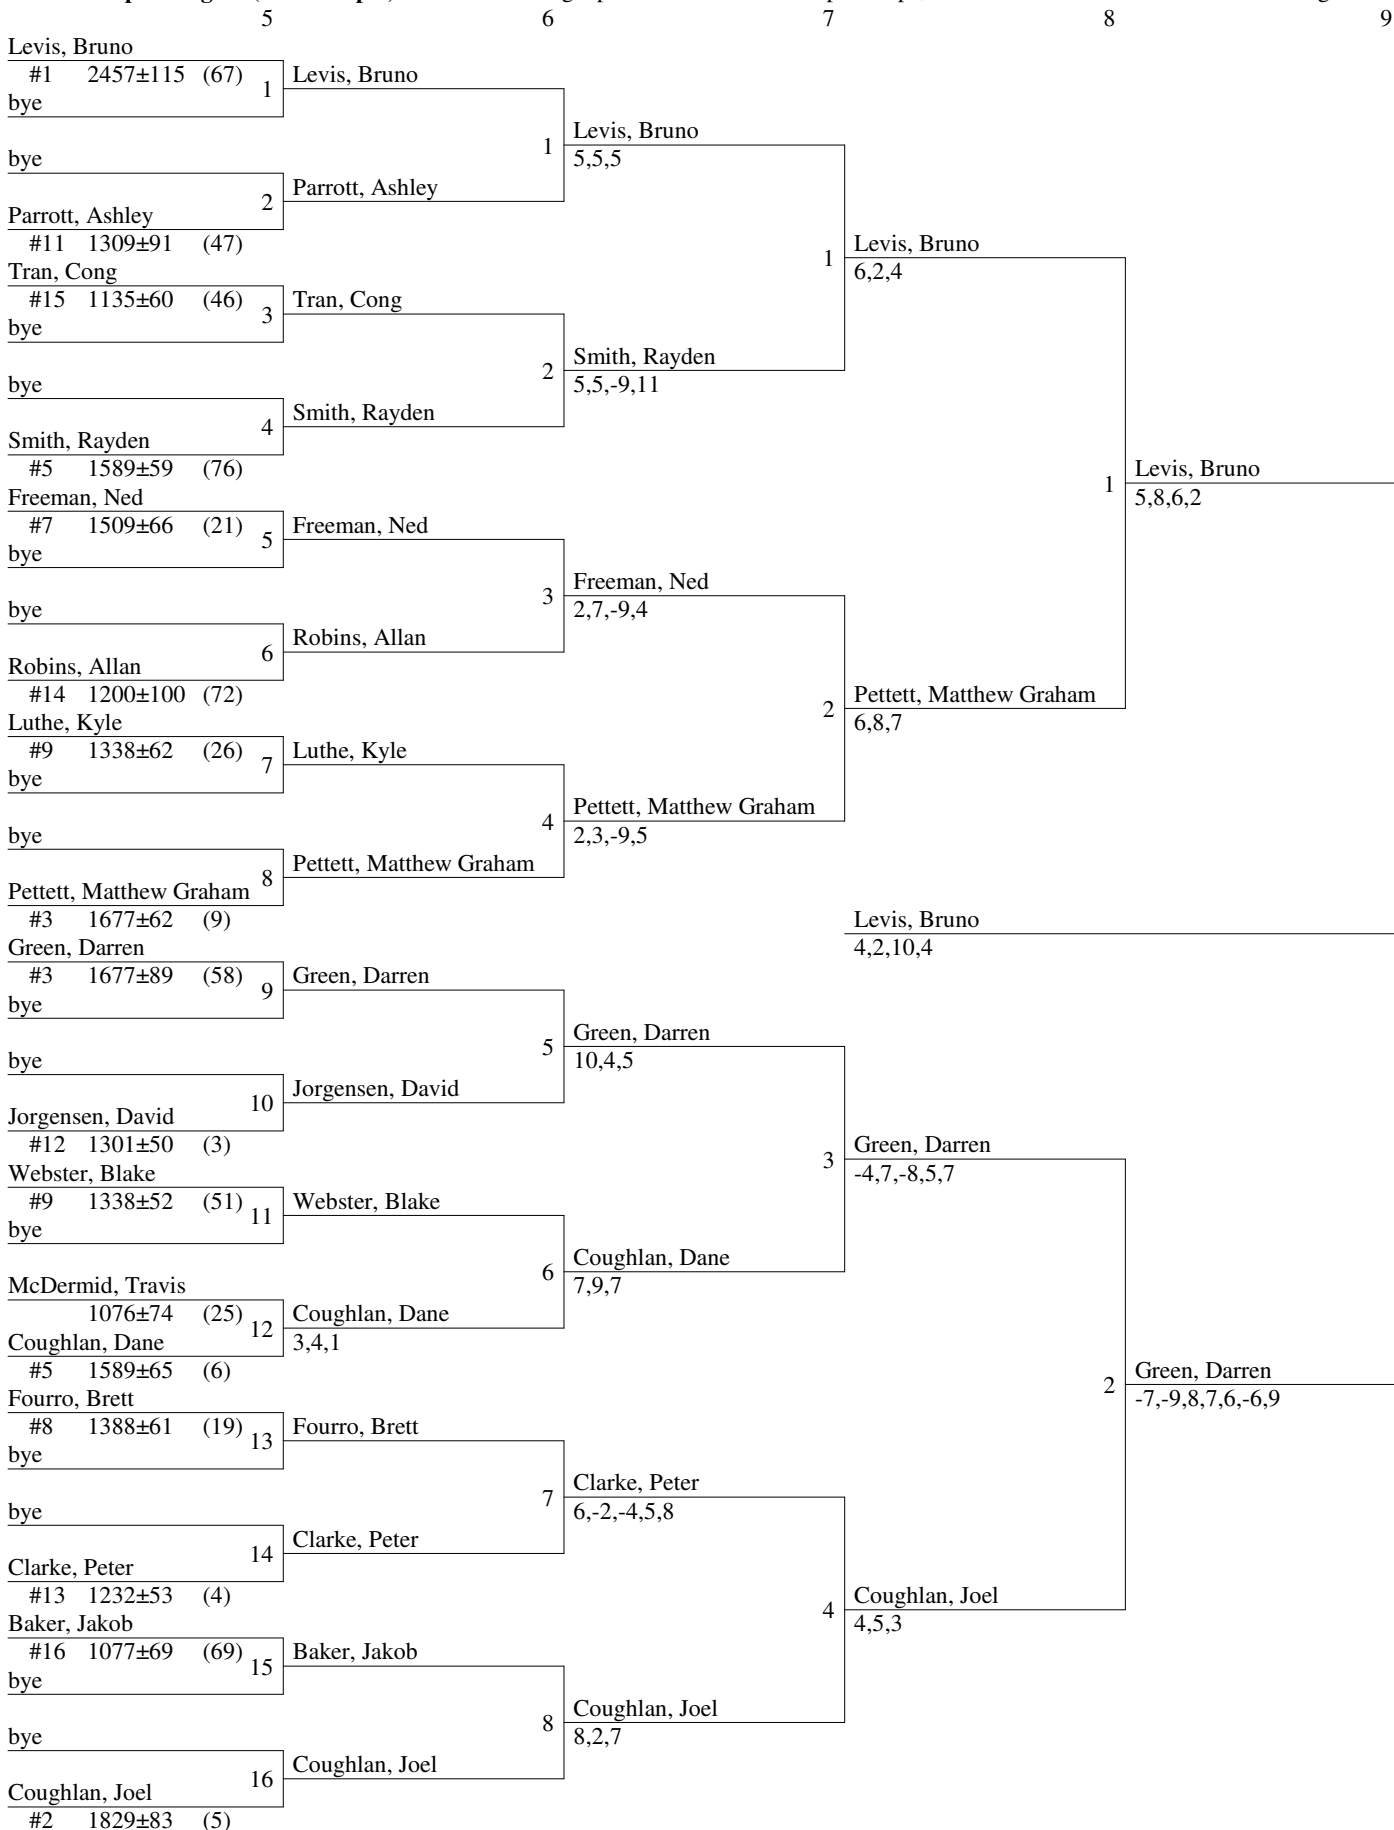 5 6 7 8 9
Levis, Bruno
#1 2457±115 (67) 1 Levis, Bruno
bye
1 Levis, Bruno
5,5,5
bye
2 Parrott, Ashley
Parrott, Ashley
#11 1309±91 (47)
1 Levis, Bruno
6,2,4
Tran, Cong
#15 1135±60 (46) 3 Tran, Cong
bye
2 Smith, Rayden
5,5,-9,11
bye
4 Smith, Rayden
Smith, Rayden
#5 1589±59 (76)
1 Levis, Bruno
5,8,6,2
Freeman, Ned
#7 1509±66 (21) 5 Freeman, Ned
bye
3 Freeman, Ned
2,7,-9,4
bye
6 Robins, Allan
Robins, Allan
#14 1200±100 (72)
2 Pettett, Matthew Graham
6,8,7
Luthe, Kyle
#9 1338±62 (26) 7 Luthe, Kyle
bye
4 Pettett, Matthew Graham
2,3,-9,5
bye
8 Pettett, Matthew Graham
Pettett, Matthew Graham
#3 1677±62 (9)
Levis, Bruno
4,2,10,4
Green, Darren
#3 1677±89 (58) 9 Green, Darren
bye
5 Green, Darren
10,4,5
bye
10 Jorgensen, David
Jorgensen, David
#12 1301±50 (3)
3 Green, Darren
-4,7,-8,5,7
Webster, Blake
#9 1338±52 (51) 11 Webster, Blake
bye
6 Coughlan, Dane
7,9,7
McDermid, Travis
1076±74 (25) 12 Coughlan, Dane
3,4,1
Coughlan, Dane
#5 1589±65 (6)
2 Green, Darren
-7,-9,8,7,6,-6,9
Fourro, Brett
#8 1388±61 (19) 13 Fourro, Brett
bye
7 Clarke, Peter
6,-2,-4,5,8
bye
14 Clarke, Peter
Clarke, Peter
#13 1232±53 (4)
4 Coughlan, Joel
4,5,3
Baker, Jakob
#16 1077±69 (69) 15 Baker, Jakob
bye
8 Coughlan, Joel
8,2,7
bye
16 Coughlan, Joel
Coughlan, Joel
#2 1829±83 (5)